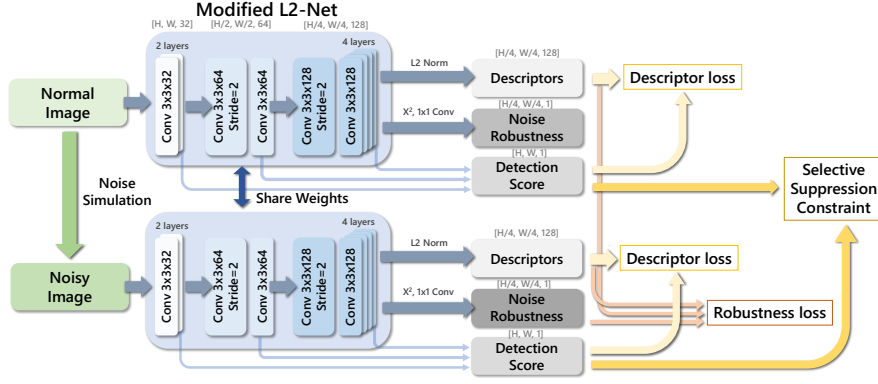 Modified L2-Net
[H, W, 32]
[H/2, W/2, 64]
[H/4, W/4, 128]
2 layers
4 layers
Conv 3x3x32
Conv 3x3x64
Stride=2
Conv 3x3x64
Conv 3x3x128
Stride=2
Conv 3x3x128
Normal
Image
L2 Norm
X², 1x1 Conv
[H/4, W/4, 128]
Descriptors
[H/4, W/4, 1]
Noise
Robustness
[H, W, 1]
Detection
Score
Descriptor loss
Selective
Suppression
Constraint
Noise
Simulation
Share Weights
2 layers
4 layers
Conv 3x3x32
Conv 3x3x64
Stride=2
Conv 3x3x64
Conv 3x3x128
Stride=2
Conv 3x3x128
Noisy
Image
L2 Norm
X², 1x1 Conv
[H/4, W/4, 128]
Descriptors
[H/4, W/4, 1]
Noise
Robustness
[H, W, 1]
Detection
Score
Descriptor loss
Robustness loss